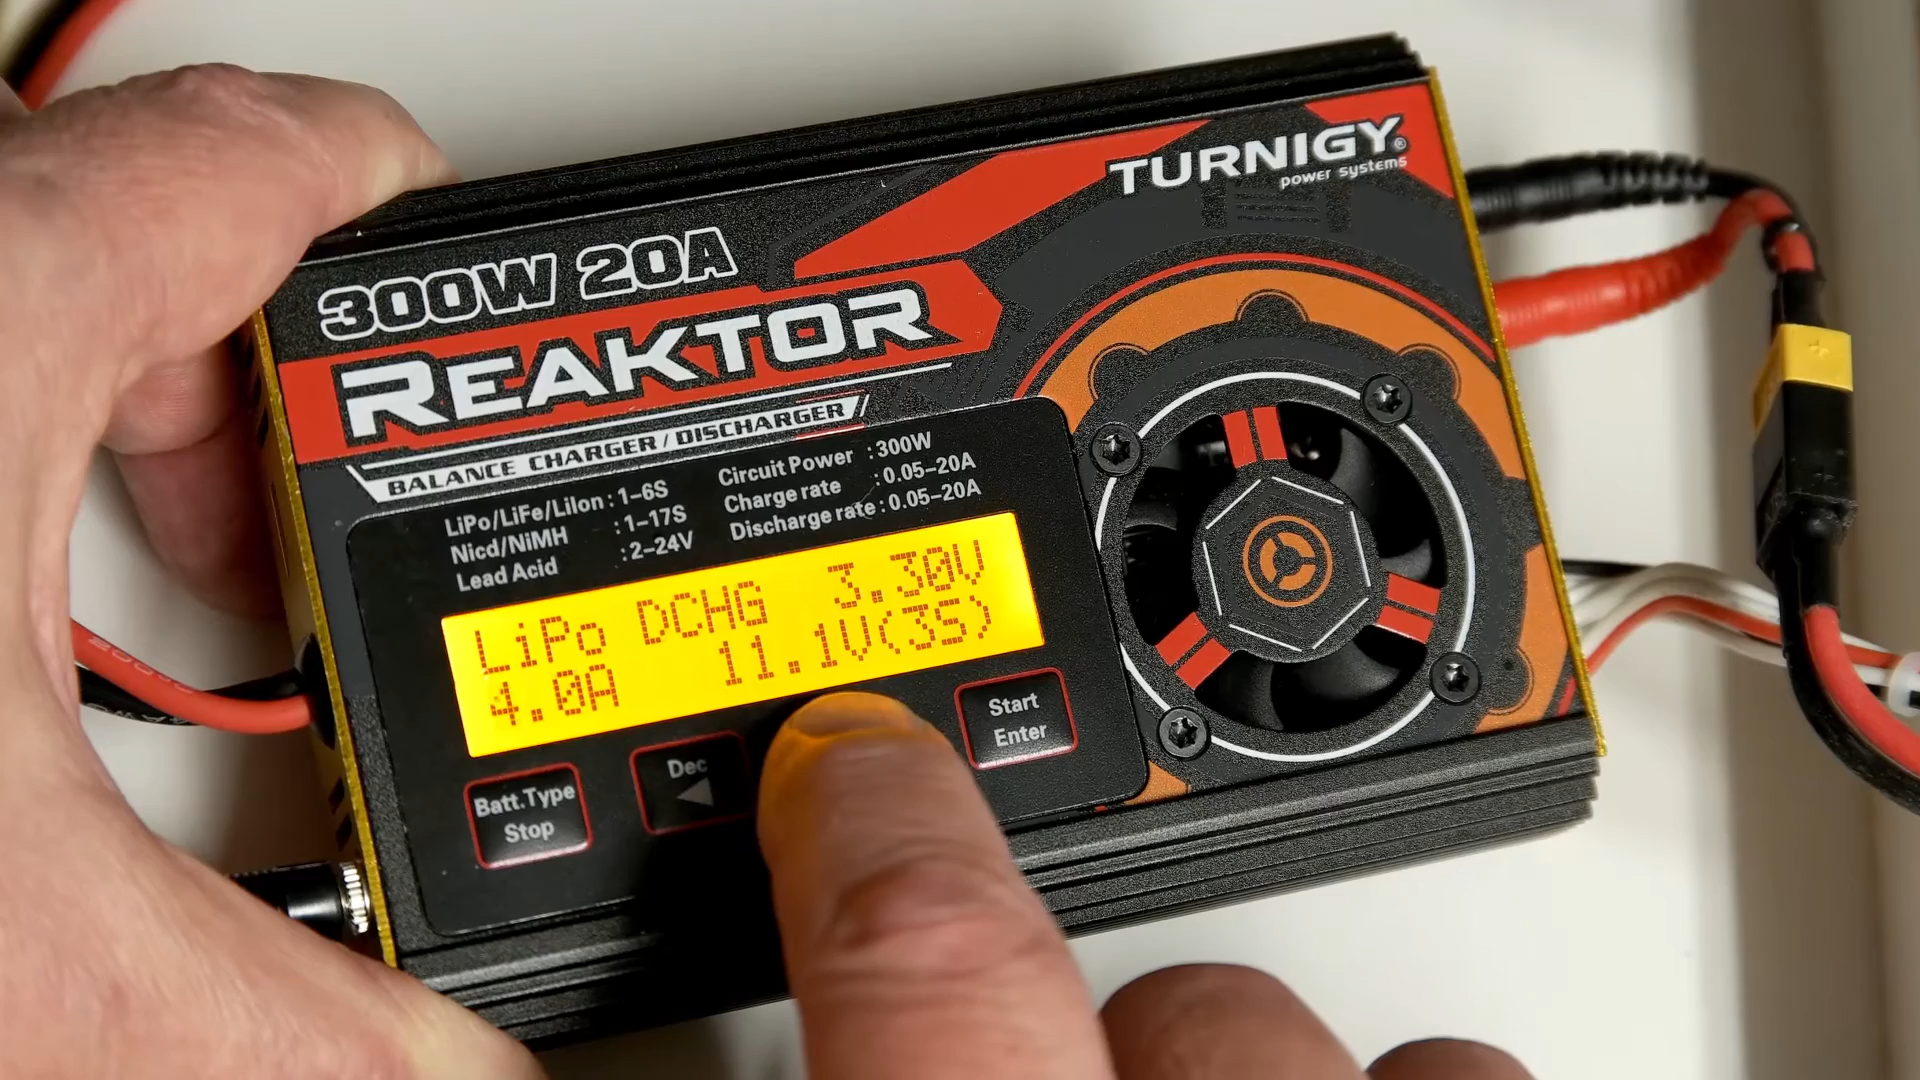 TURNIGY®
power systems
300W 20A
REAKTOR
BALANCE CHARGER / DISCHARGER
LiPo/LiFe/LiIon : 1-6S
Nicd/NiMH : 1-17S
Lead Acid : 2-24V
Circuit Power : 300W
Charge rate : 0.05-20A
Discharge rate : 0.05-20A
LiPo DCHG 3.30V
4.0A 11.1V(3S)
Batt.Type
Stop
Dec
◀
Start
Enter